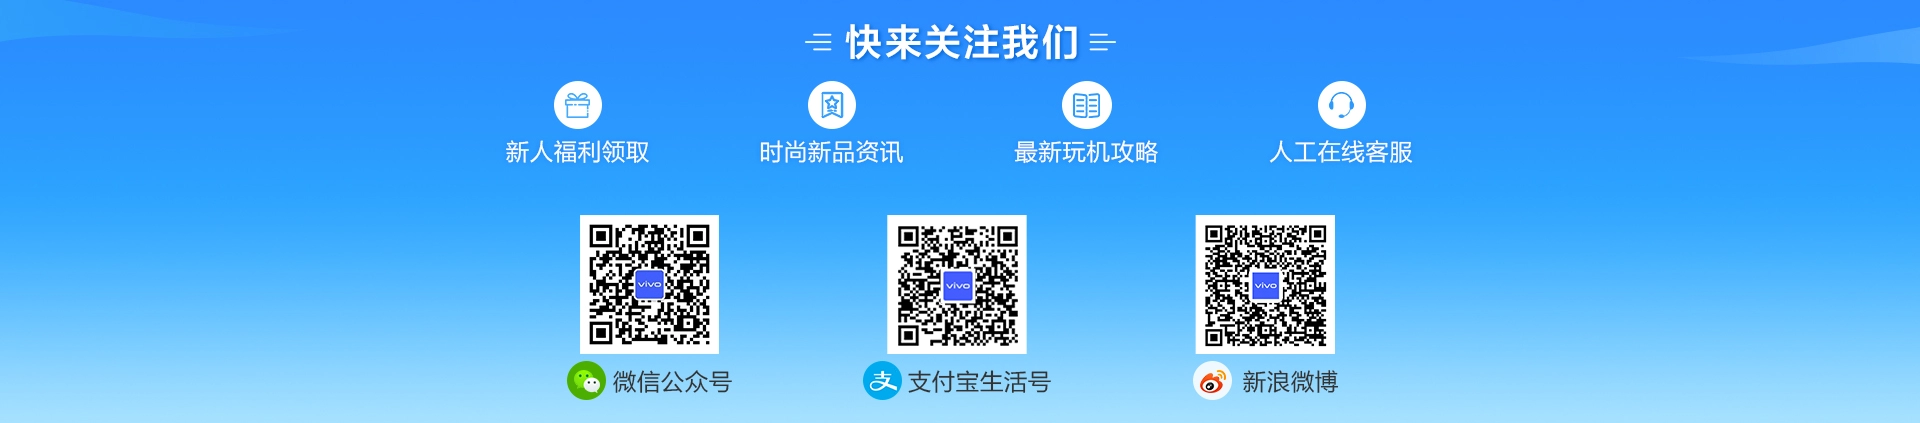 快来关注我们
新人福利领取
时尚新品资讯
最新玩机攻略
人工在线客服
vivo
vivo
vivo
支
微信公众号
支付宝生活号
新浪微博